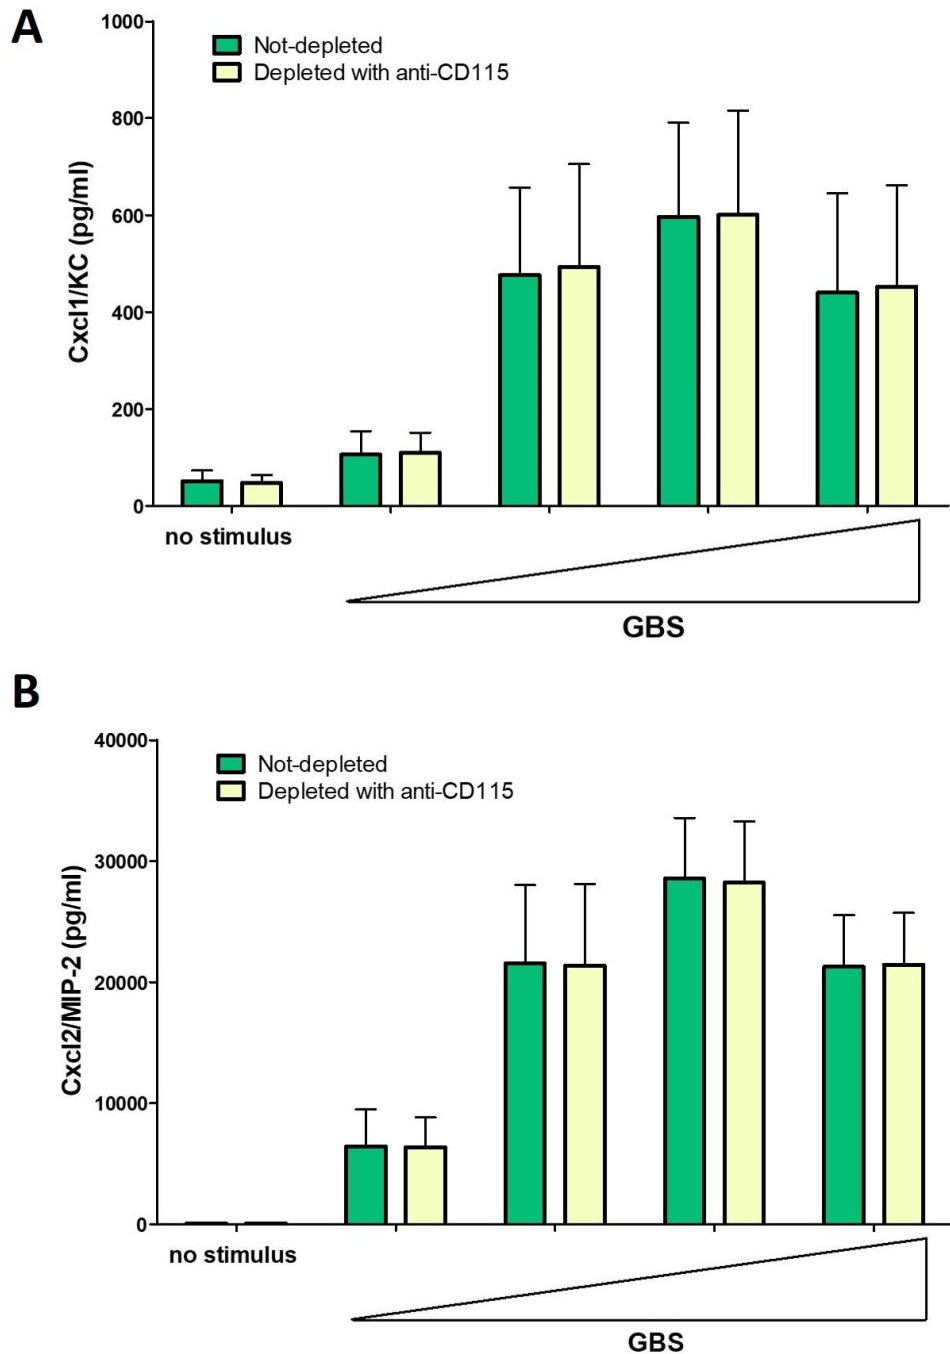 A
1000
800
600
400
200
0
Cxcl1/KC (pg/ml)
Not-depleted
Depleted with anti-CD115
no stimulus
GBS
B
40000
30000
20000
10000
0
Cxcl2/MIP-2 (pg/ml)
Not-depleted
Depleted with anti-CD115
no stimulus
GBS